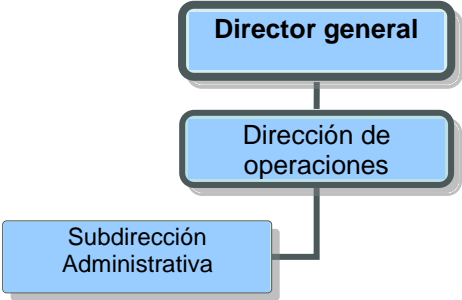 Director general
Dirección de
operaciones
Subdirección
Administrativa